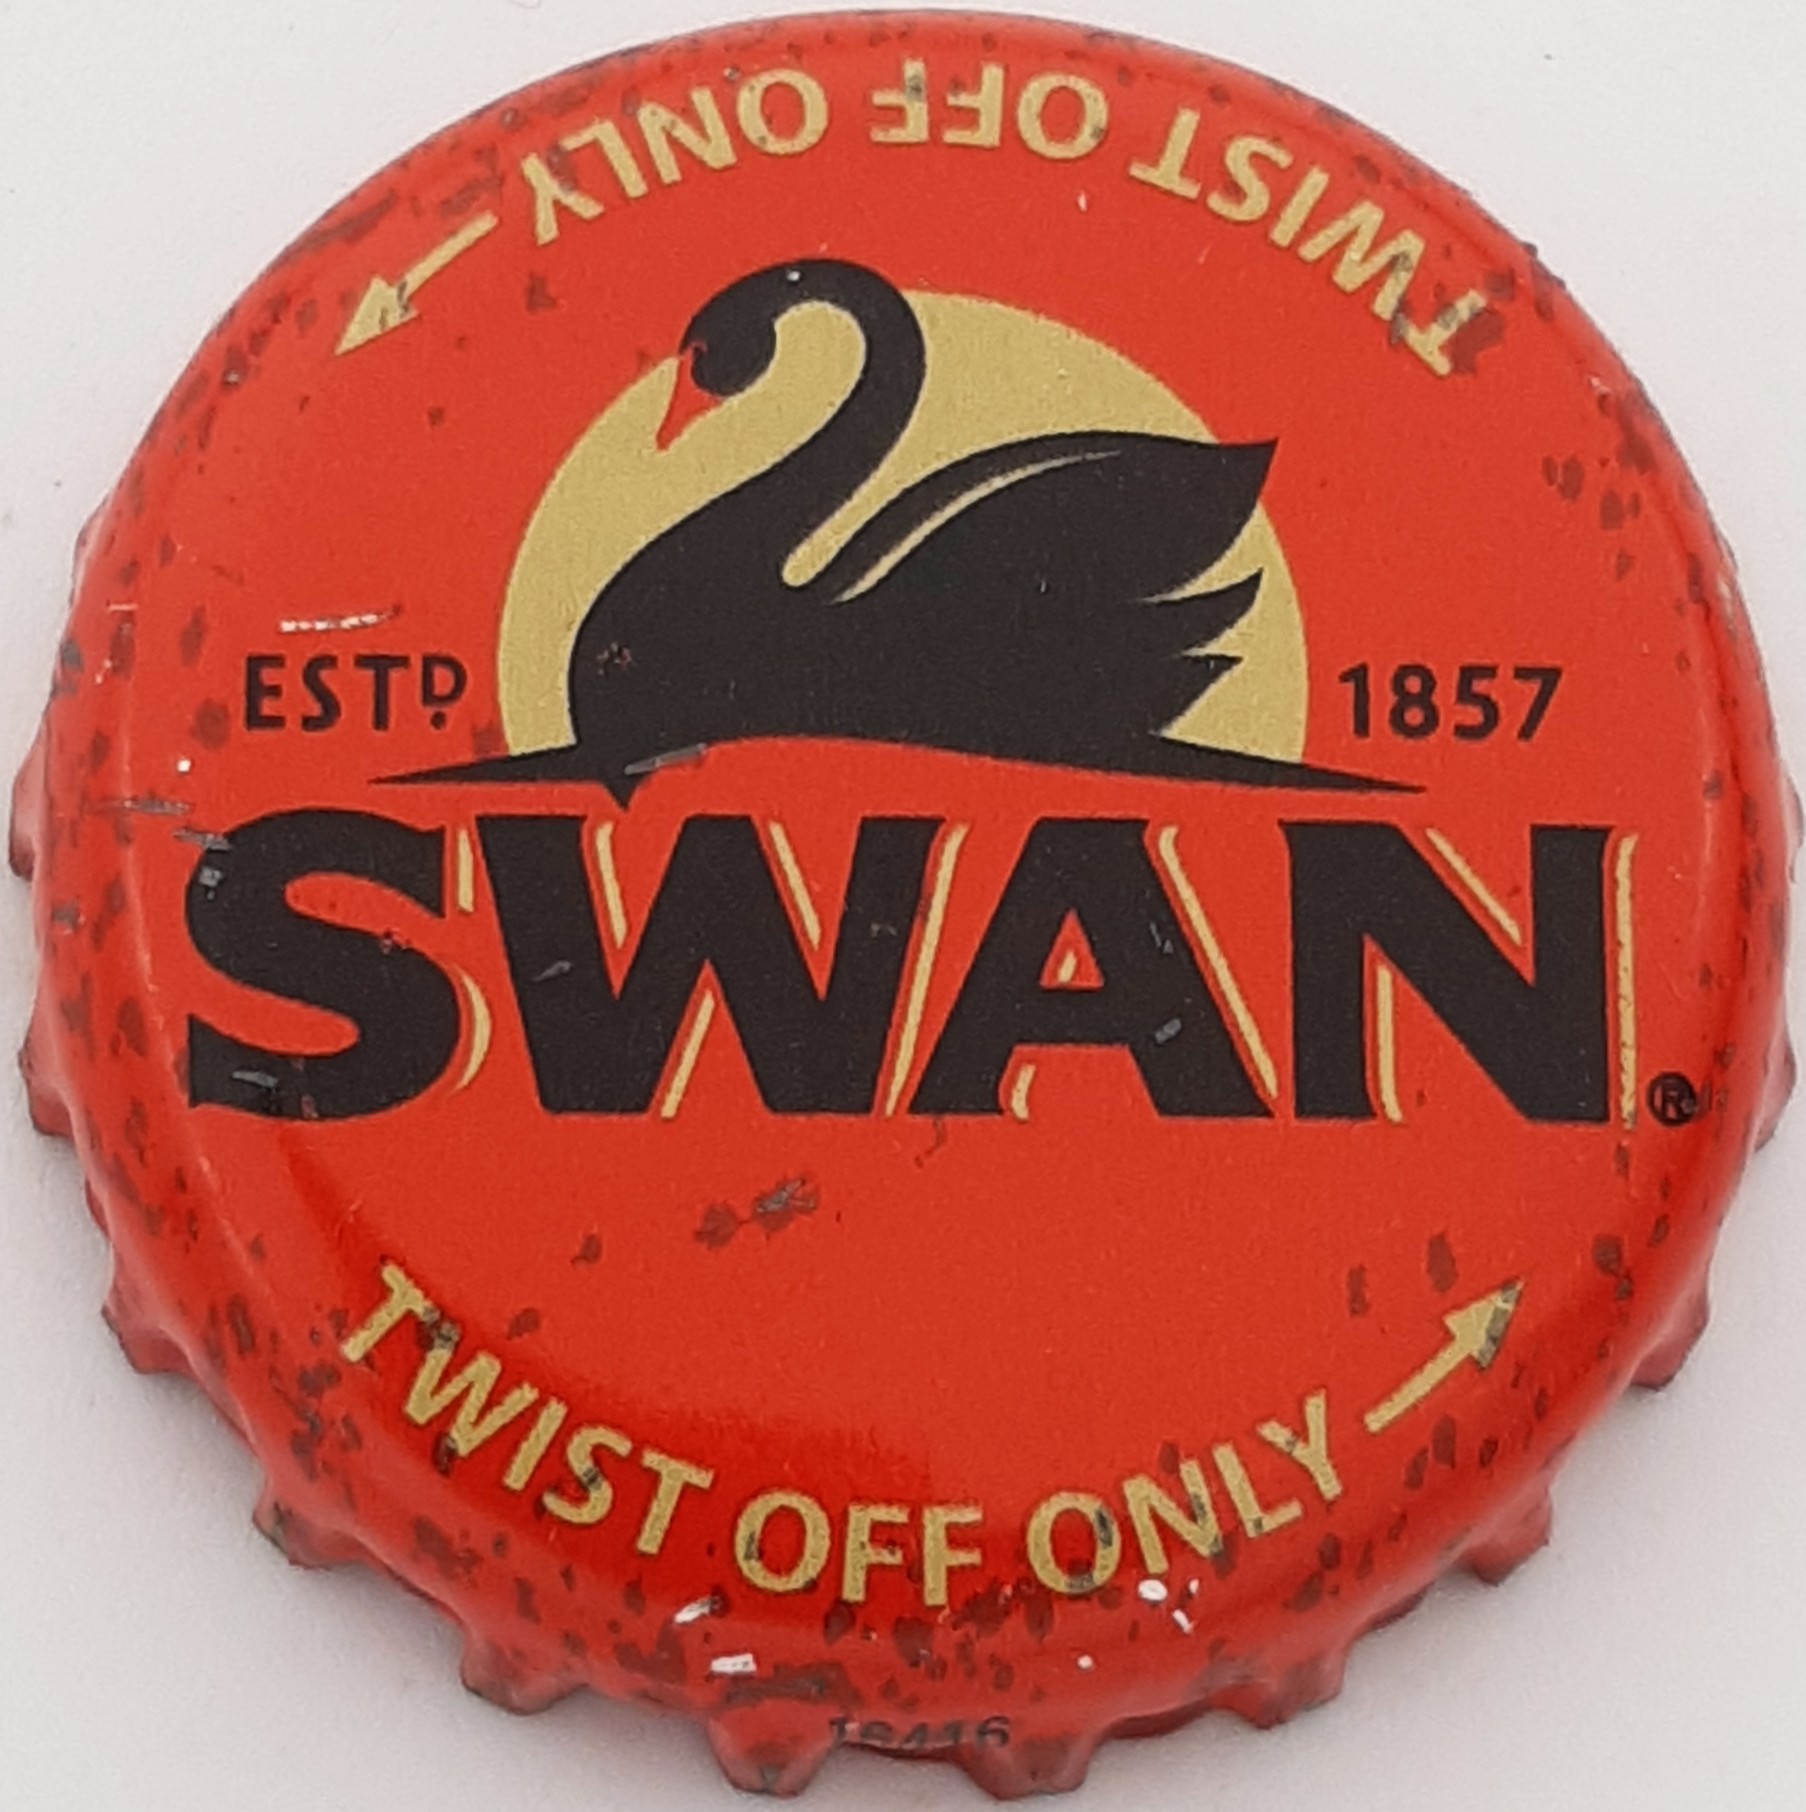 TWIST OFF ONLY
ESTD. 1857
SWAN®
TWIST OFF ONLY